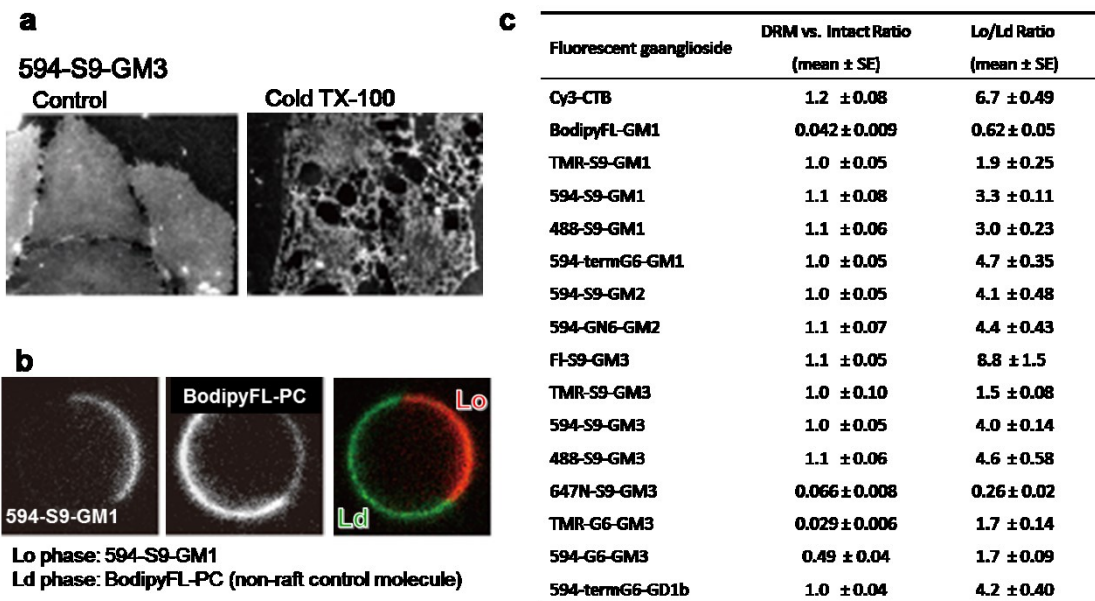 a
594-S9-GM3
Control Cold TX-100
b
BodipyFL-PC
Lo
594-S9-GM1
Ld
Lo phase: 594-S9-GM1
Ld phase: BodipyFL-PC (non-raft control molecule)
c
Fluorescent gaanglioside DRM vs. Intact Ratio (mean ± SE) Lo/Ld Ratio (mean ± SE)
Cy3-CTB 1.2 ±0.08 6.7 ±0.49
BodipyFL-GM1 0.042±0.009 0.62±0.05
TMR-S9-GM1 1.0 ±0.05 1.9 ±0.25
594-S9-GM1 1.1 ±0.08 3.3 ±0.11
488-S9-GM1 1.1 ±0.06 3.0 ±0.23
594-termG6-GM1 1.0 ±0.05 4.7 ±0.35
594-S9-GM2 1.0 ±0.05 4.1 ±0.48
594-GN6-GM2 1.1 ±0.07 4.4 ±0.43
Fl-S9-GM3 1.1 ±0.05 8.8 ±1.5
TMR-S9-GM3 1.0 ±0.10 1.5 ±0.08
594-S9-GM3 1.0 ±0.05 4.0 ±0.14
488-S9-GM3 1.1 ±0.06 4.6 ±0.58
647N-S9-GM3 0.066±0.008 0.26±0.02
TMR-G6-GM3 0.029±0.006 1.7 ±0.14
594-G6-GM3 0.49 ±0.04 1.7 ±0.09
594-termG6-GD1b 1.0 ±0.04 4.2 ±0.40